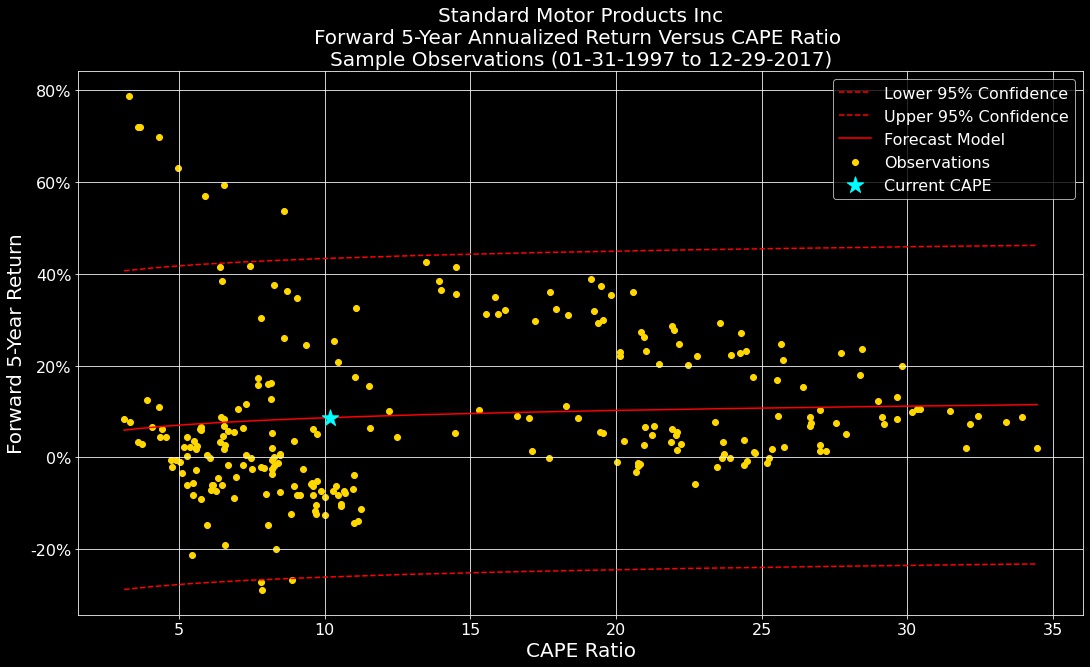 Standard Motor Products Inc
Forward 5-Year Annualized Return Versus CAPE Ratio
Sample Observations (01-31-1997 to 12-29-2017)
Lower 95% Confidence
Upper 95% Confidence
Forecast Model
Observations
Current CAPE
Forward 5-Year Return
80%
60%
40%
20%
0%
-20%
5 10 15 20 25 30 35
CAPE Ratio